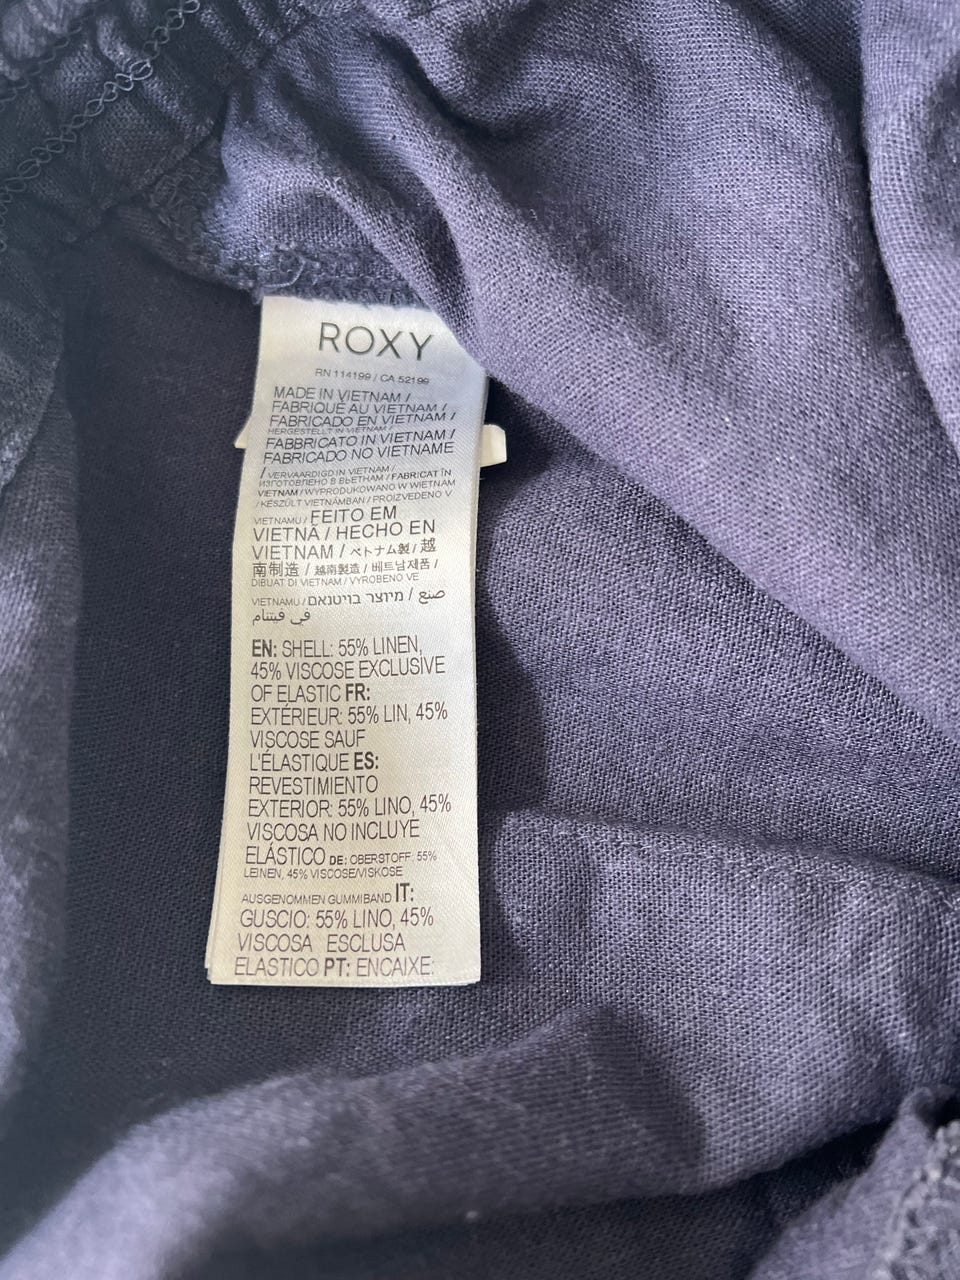 ROXY
RN 114199 / CA 52199
MADE IN VIETNAM /
FABRIQUÉ AU VIETNAM /
FABRICADO EN VIETNAM /
HERGESTELLT IN VIETNAM /
FABBRICATO IN VIETNAM /
FABRICADO NO VIETNAME
/ VERVAARDIGD IN VIETNAM /
ИЗГОТОВЛЕНО В ВЬЕТНАМ / FABRICAT ÎN
VIETNAM / WYPRODUKOWANO W WIETNAM
/ KÉSZÜLT VIETNÁMBAN / PROIZVEDENO V
VIETNAMU / FEITO EM
VIETNÃ / HECHO EN
VIETNAM / ベトナム製 / 越
南制造 / 越南製造 / 베트남제품 /
DIBUAT DI VIETNAM / VYROBENO VE
VIETNAMU / מיוצר בויטנאם / صنع
في فيتنام
EN: SHELL: 55% LINEN,
45% VISCOSE EXCLUSIVE
OF ELASTIC FR:
EXTÉRIEUR: 55% LIN, 45%
VISCOSE SAUF
L'ÉLASTIQUE ES:
REVESTIMIENTO
EXTERIOR: 55% LINO, 45%
VISCOSA NO INCLUYE
ELÁSTICO DE: OBERSTOFF: 55%
LEINEN, 45% VISCOSE/VISKOSE
AUSGENOMMEN GUMMIBAND IT:
GUSCIO: 55% LINO, 45%
VISCOSA ESCLUSA
ELASTICO PT: ENCAIXE: